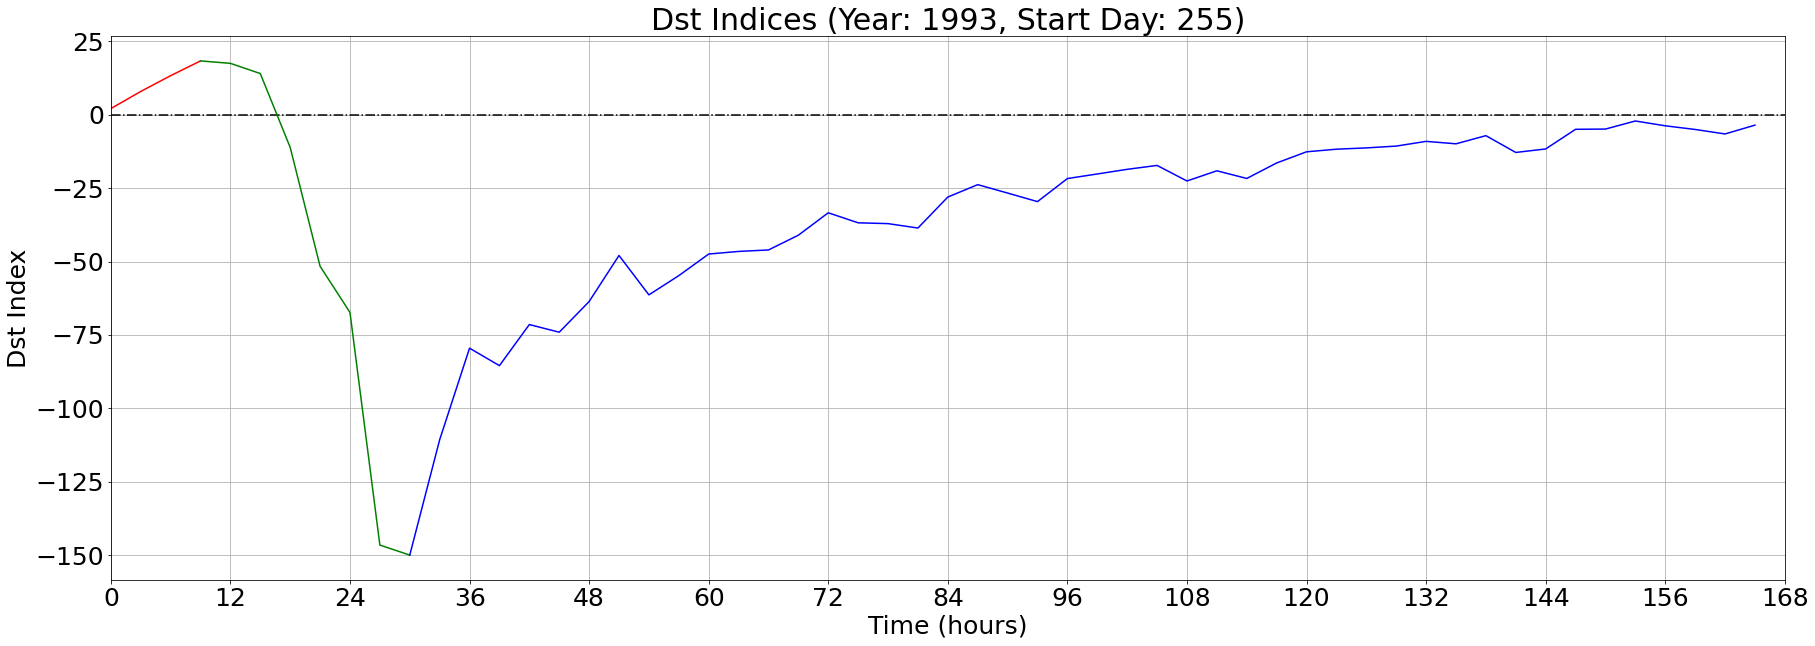 Dst Indices (Year: 1993, Start Day: 255)
25
0
−25
−50
−75
−100
−125
−150
Dst Index
0 12 24 36 48 60 72 84 96 108 120 132 144 156 168
Time (hours)